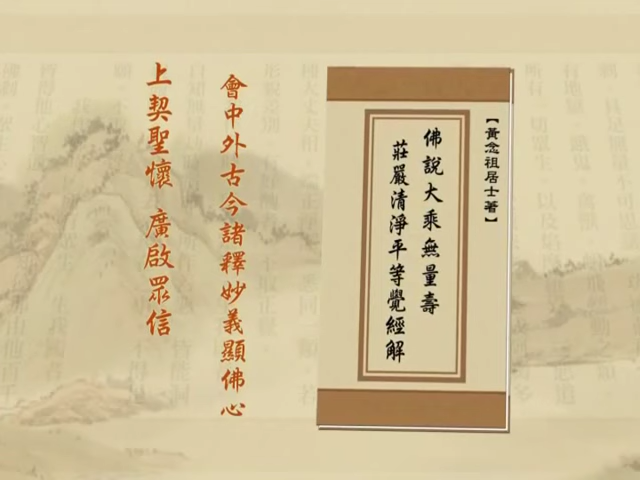 【黃念祖居士著】
佛說大乘無量壽
莊嚴清淨平等覺經解
會中外古今諸釋妙義顯佛心
上契聖懷 廣啟眾信